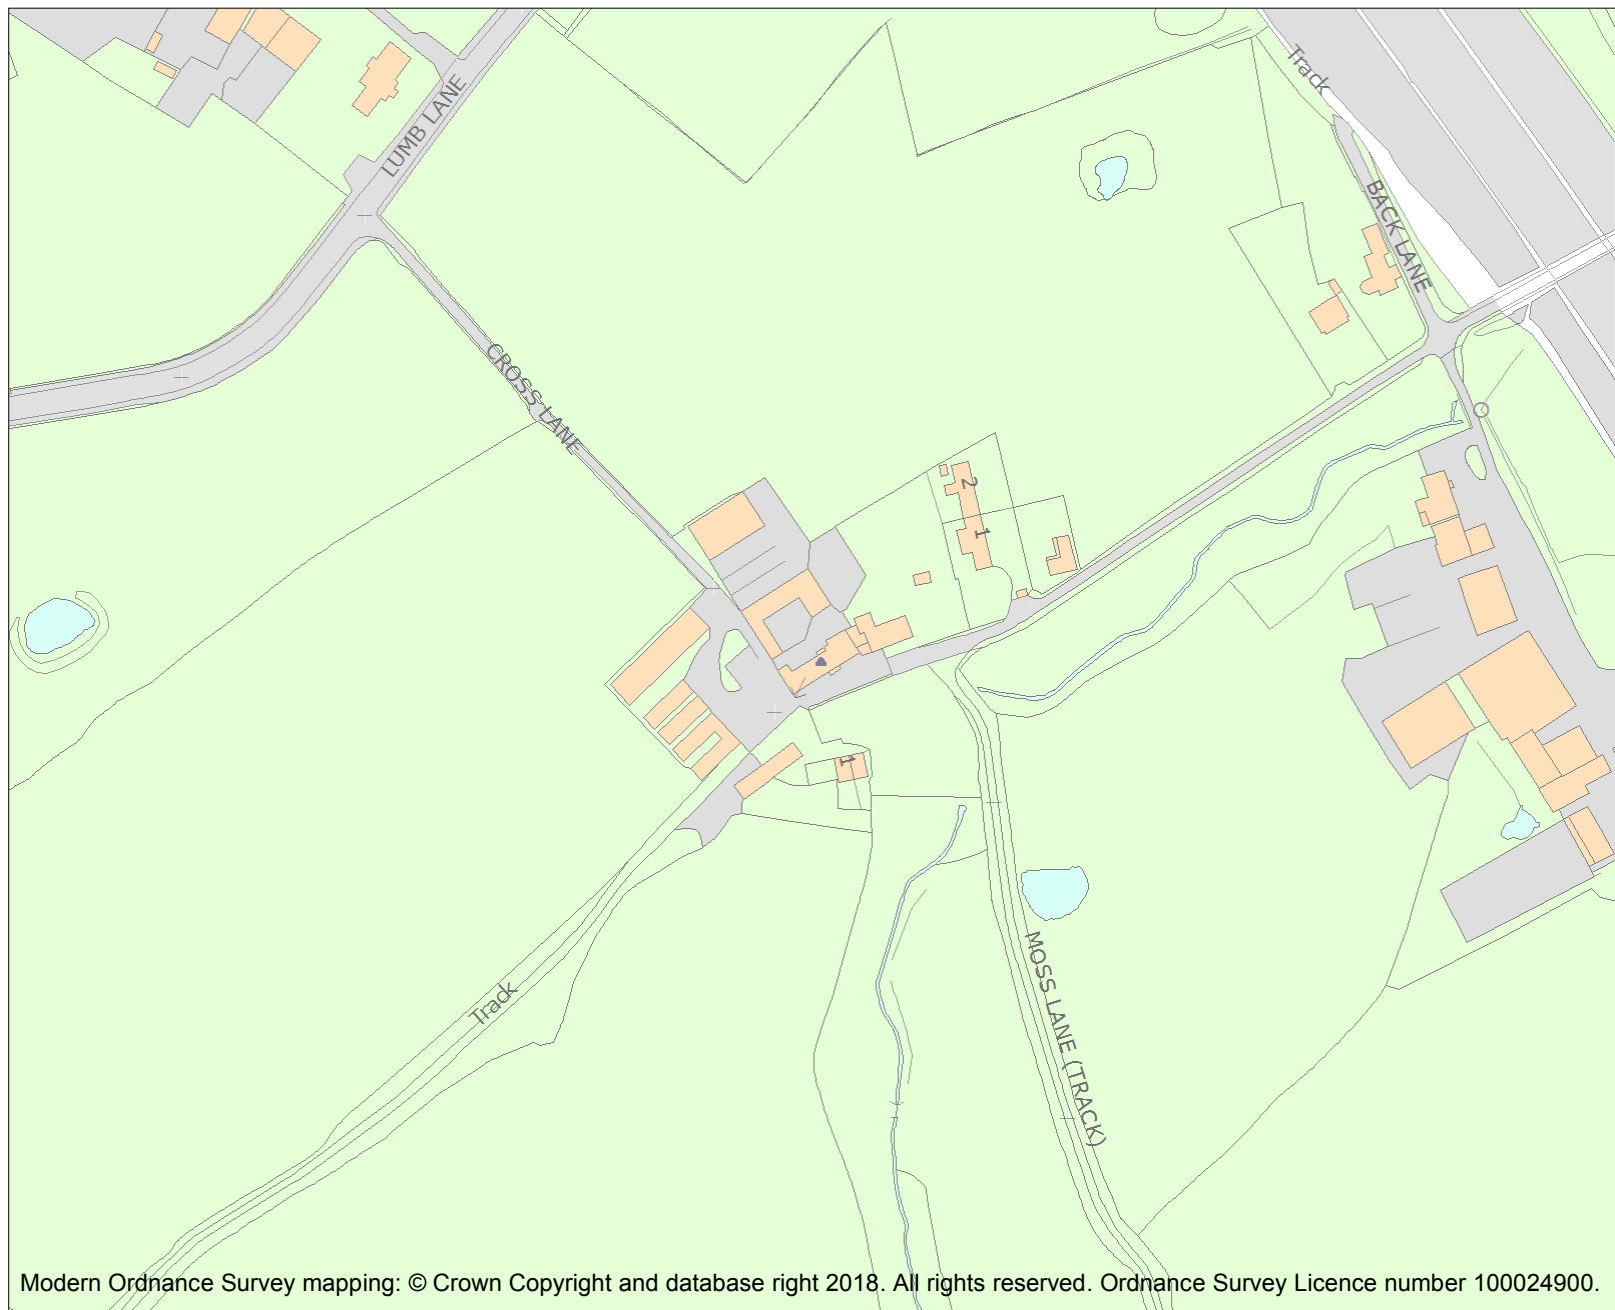 Track
LUMB LANE
BACK LANE
CROSS LANE
2
1
1
Track
MOSS LANE (TRACK)
Modern Ordnance Survey mapping: © Crown Copyright and database right 2018. All rights reserved. Ordnance Survey Licence number 100024900.